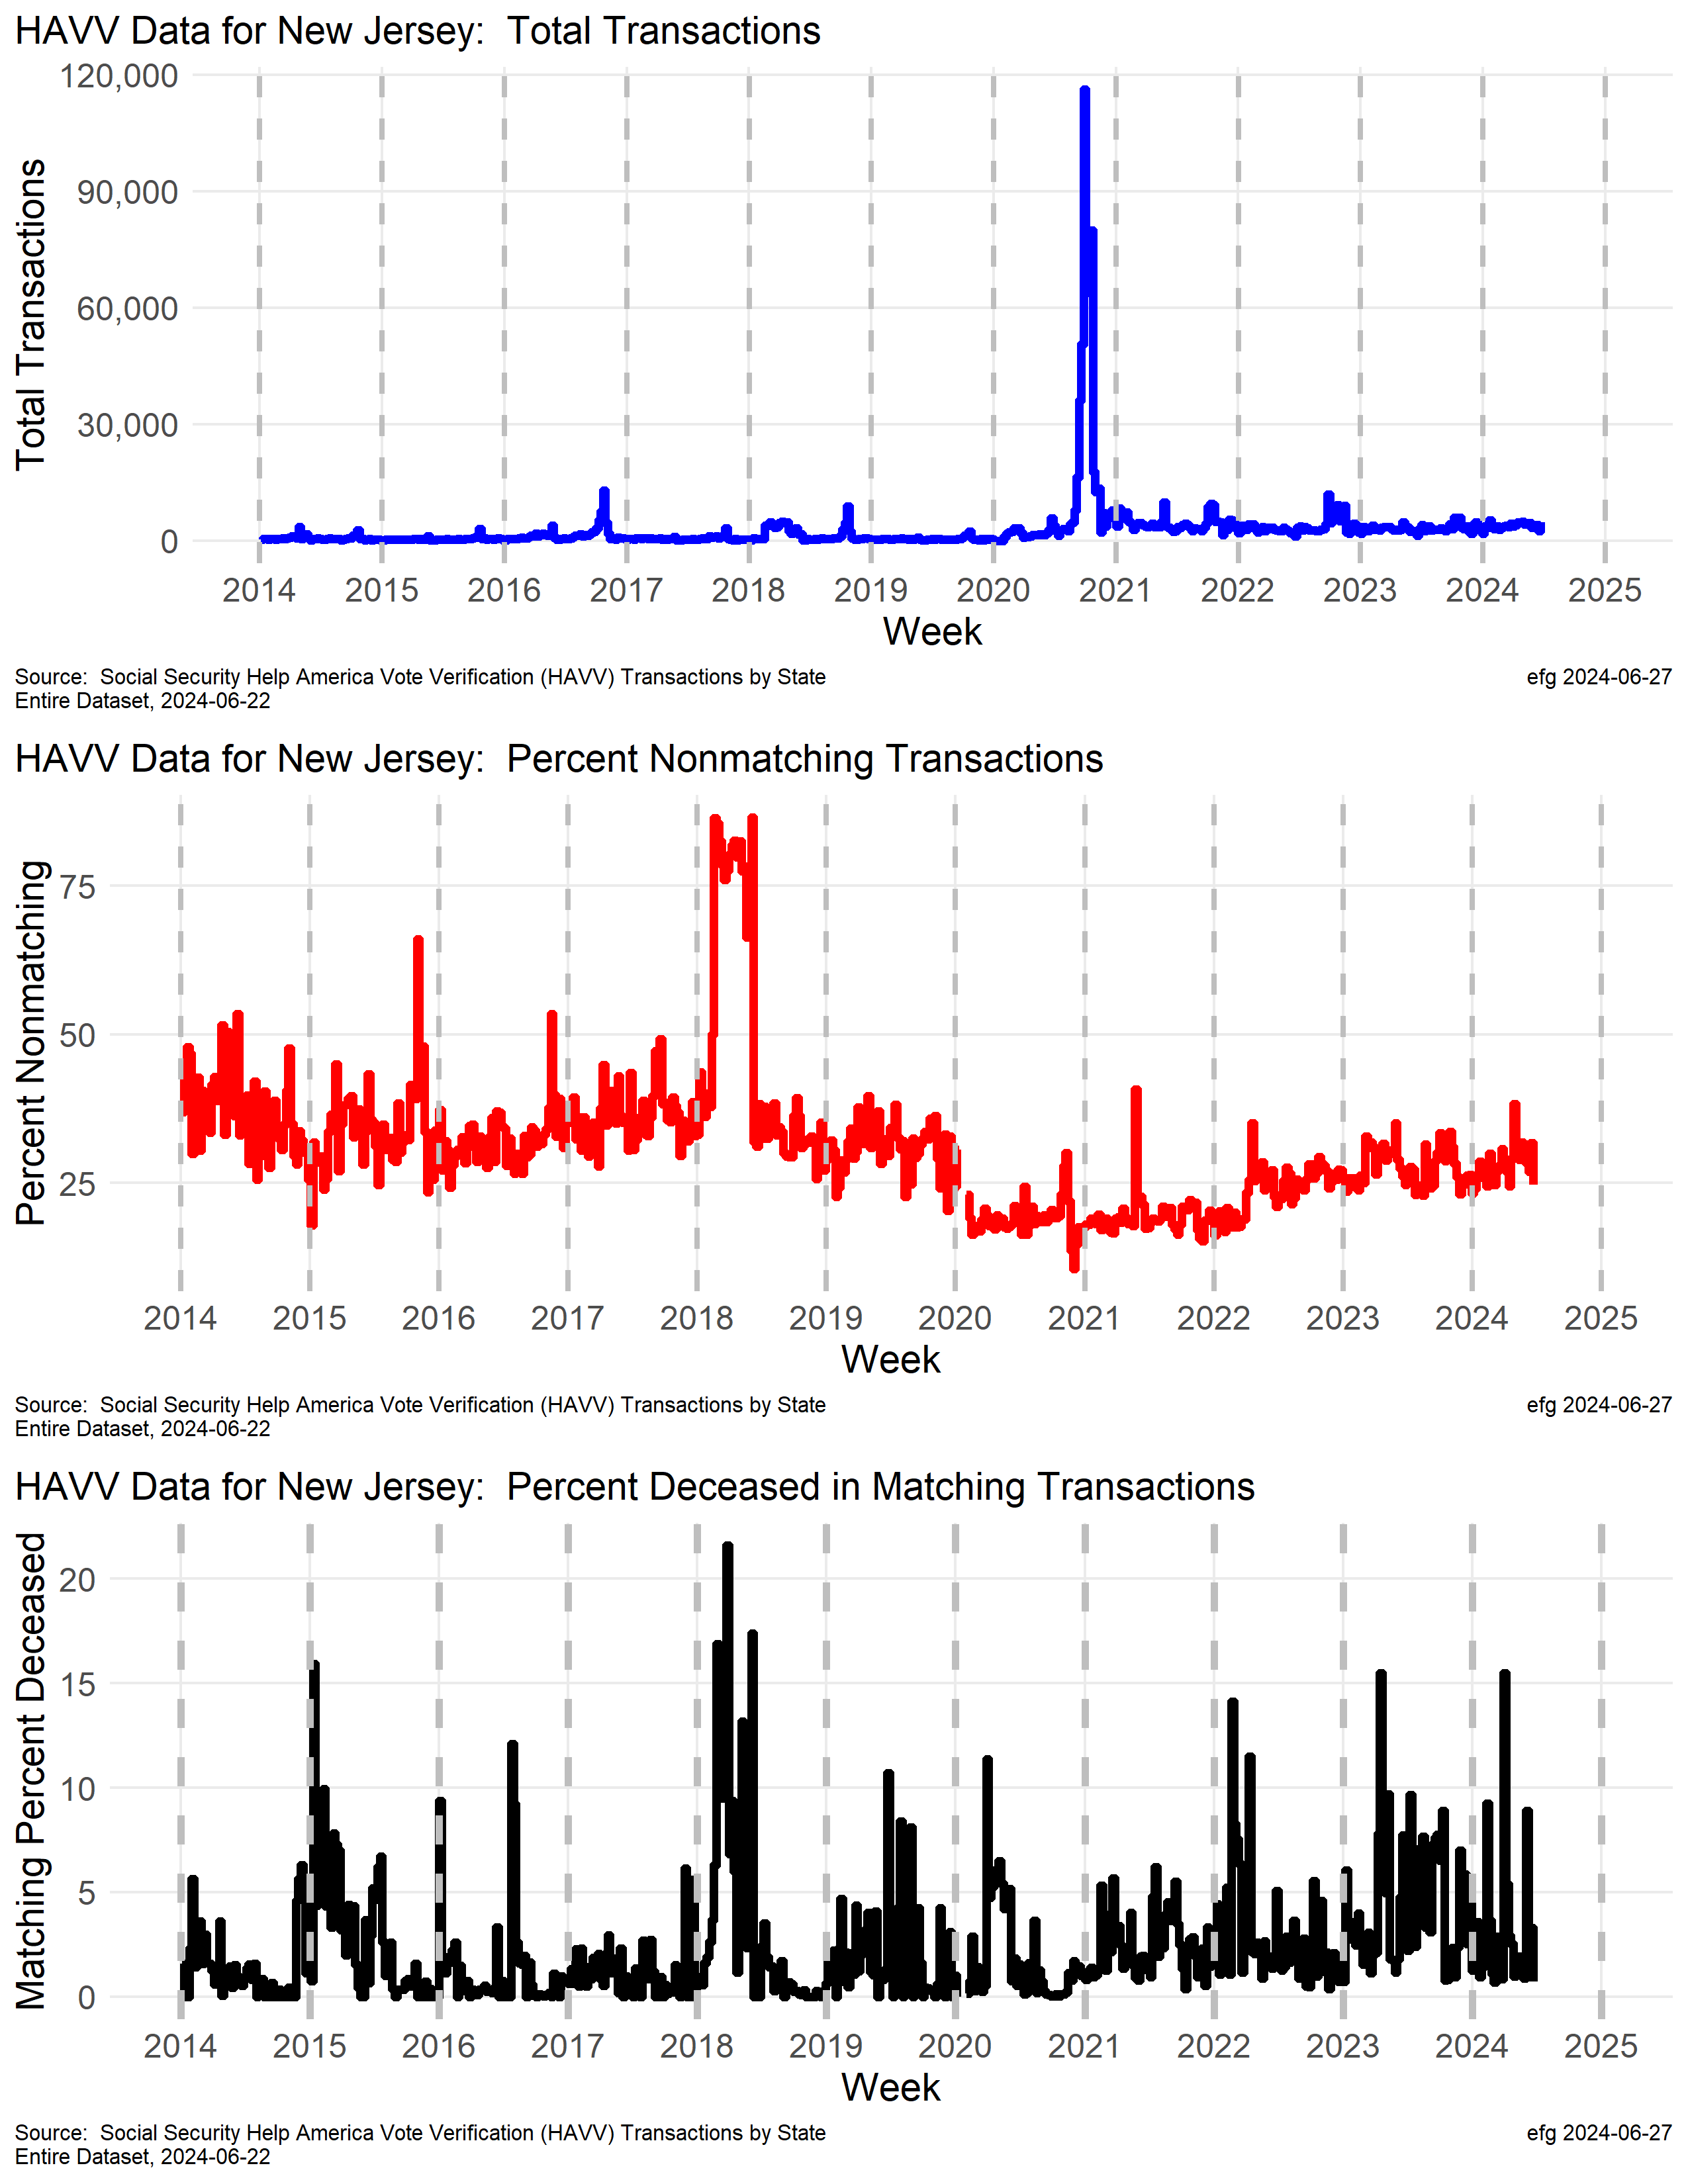 HAVV Data for New Jersey:  Total Transactions
Total Transactions
120,000
90,000
60,000
30,000
0
2014 2015 2016 2017 2018 2019 2020 2021 2022 2023 2024 2025
Week
Source:  Social Security Help America Vote Verification (HAVV) Transactions by State efg 2024-06-27
Entire Dataset, 2024-06-22
HAVV Data for New Jersey:  Percent Nonmatching Transactions
Percent Nonmatching
75
50
25
2014 2015 2016 2017 2018 2019 2020 2021 2022 2023 2024 2025
Week
Source:  Social Security Help America Vote Verification (HAVV) Transactions by State efg 2024-06-27
Entire Dataset, 2024-06-22
HAVV Data for New Jersey:  Percent Deceased in Matching Transactions
Matching Percent Deceased
20
15
10
5
0
2014 2015 2016 2017 2018 2019 2020 2021 2022 2023 2024 2025
Week
Source:  Social Security Help America Vote Verification (HAVV) Transactions by State efg 2024-06-27
Entire Dataset, 2024-06-22